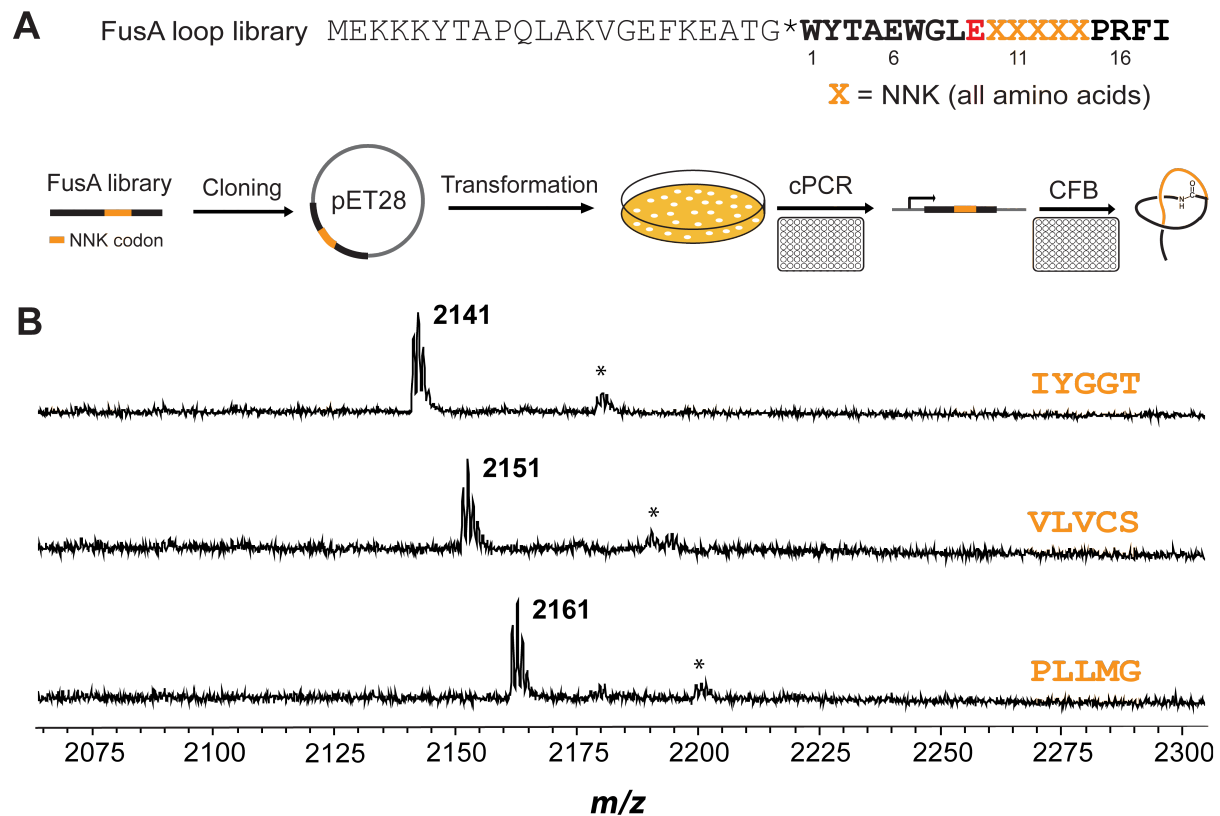 A
FusA loop library MEKKKYTAPQLAKVGEFKEATG*WYTAEWGLEXXXXXPRFI
1 6 11 16
X = NNK (all amino acids)
FusA library
NNK codon
Cloning
pET28
Transformation
cPCR
CFB
O
C
N
H
B
2141
*
IYGGT
2151
*
VLVCS
2161
*
PLLMG
2075 2100 2125 2150 2175 2200 2225 2250 2275 2300
m/z